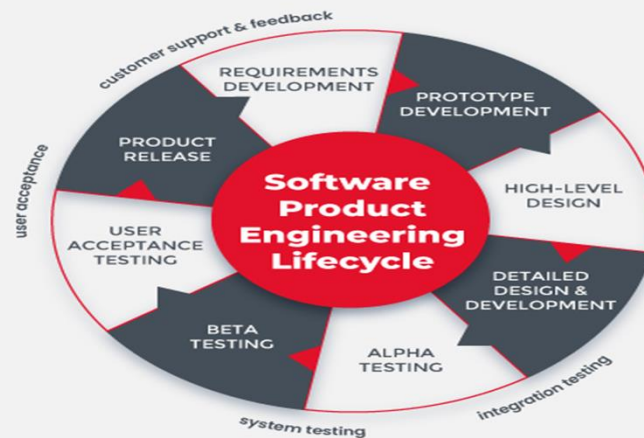 customer support & feedback
REQUIREMENTS
DEVELOPMENT
PROTOTYPE
DEVELOPMENT
HIGH-LEVEL
DESIGN
DETAILED
DESIGN &
DEVELOPMENT
integration testing
ALPHA
TESTING
system testing
BETA
TESTING
USER
ACCEPTANCE
TESTING
user acceptance
PRODUCT
RELEASE
Software
Product
Engineering
Lifecycle